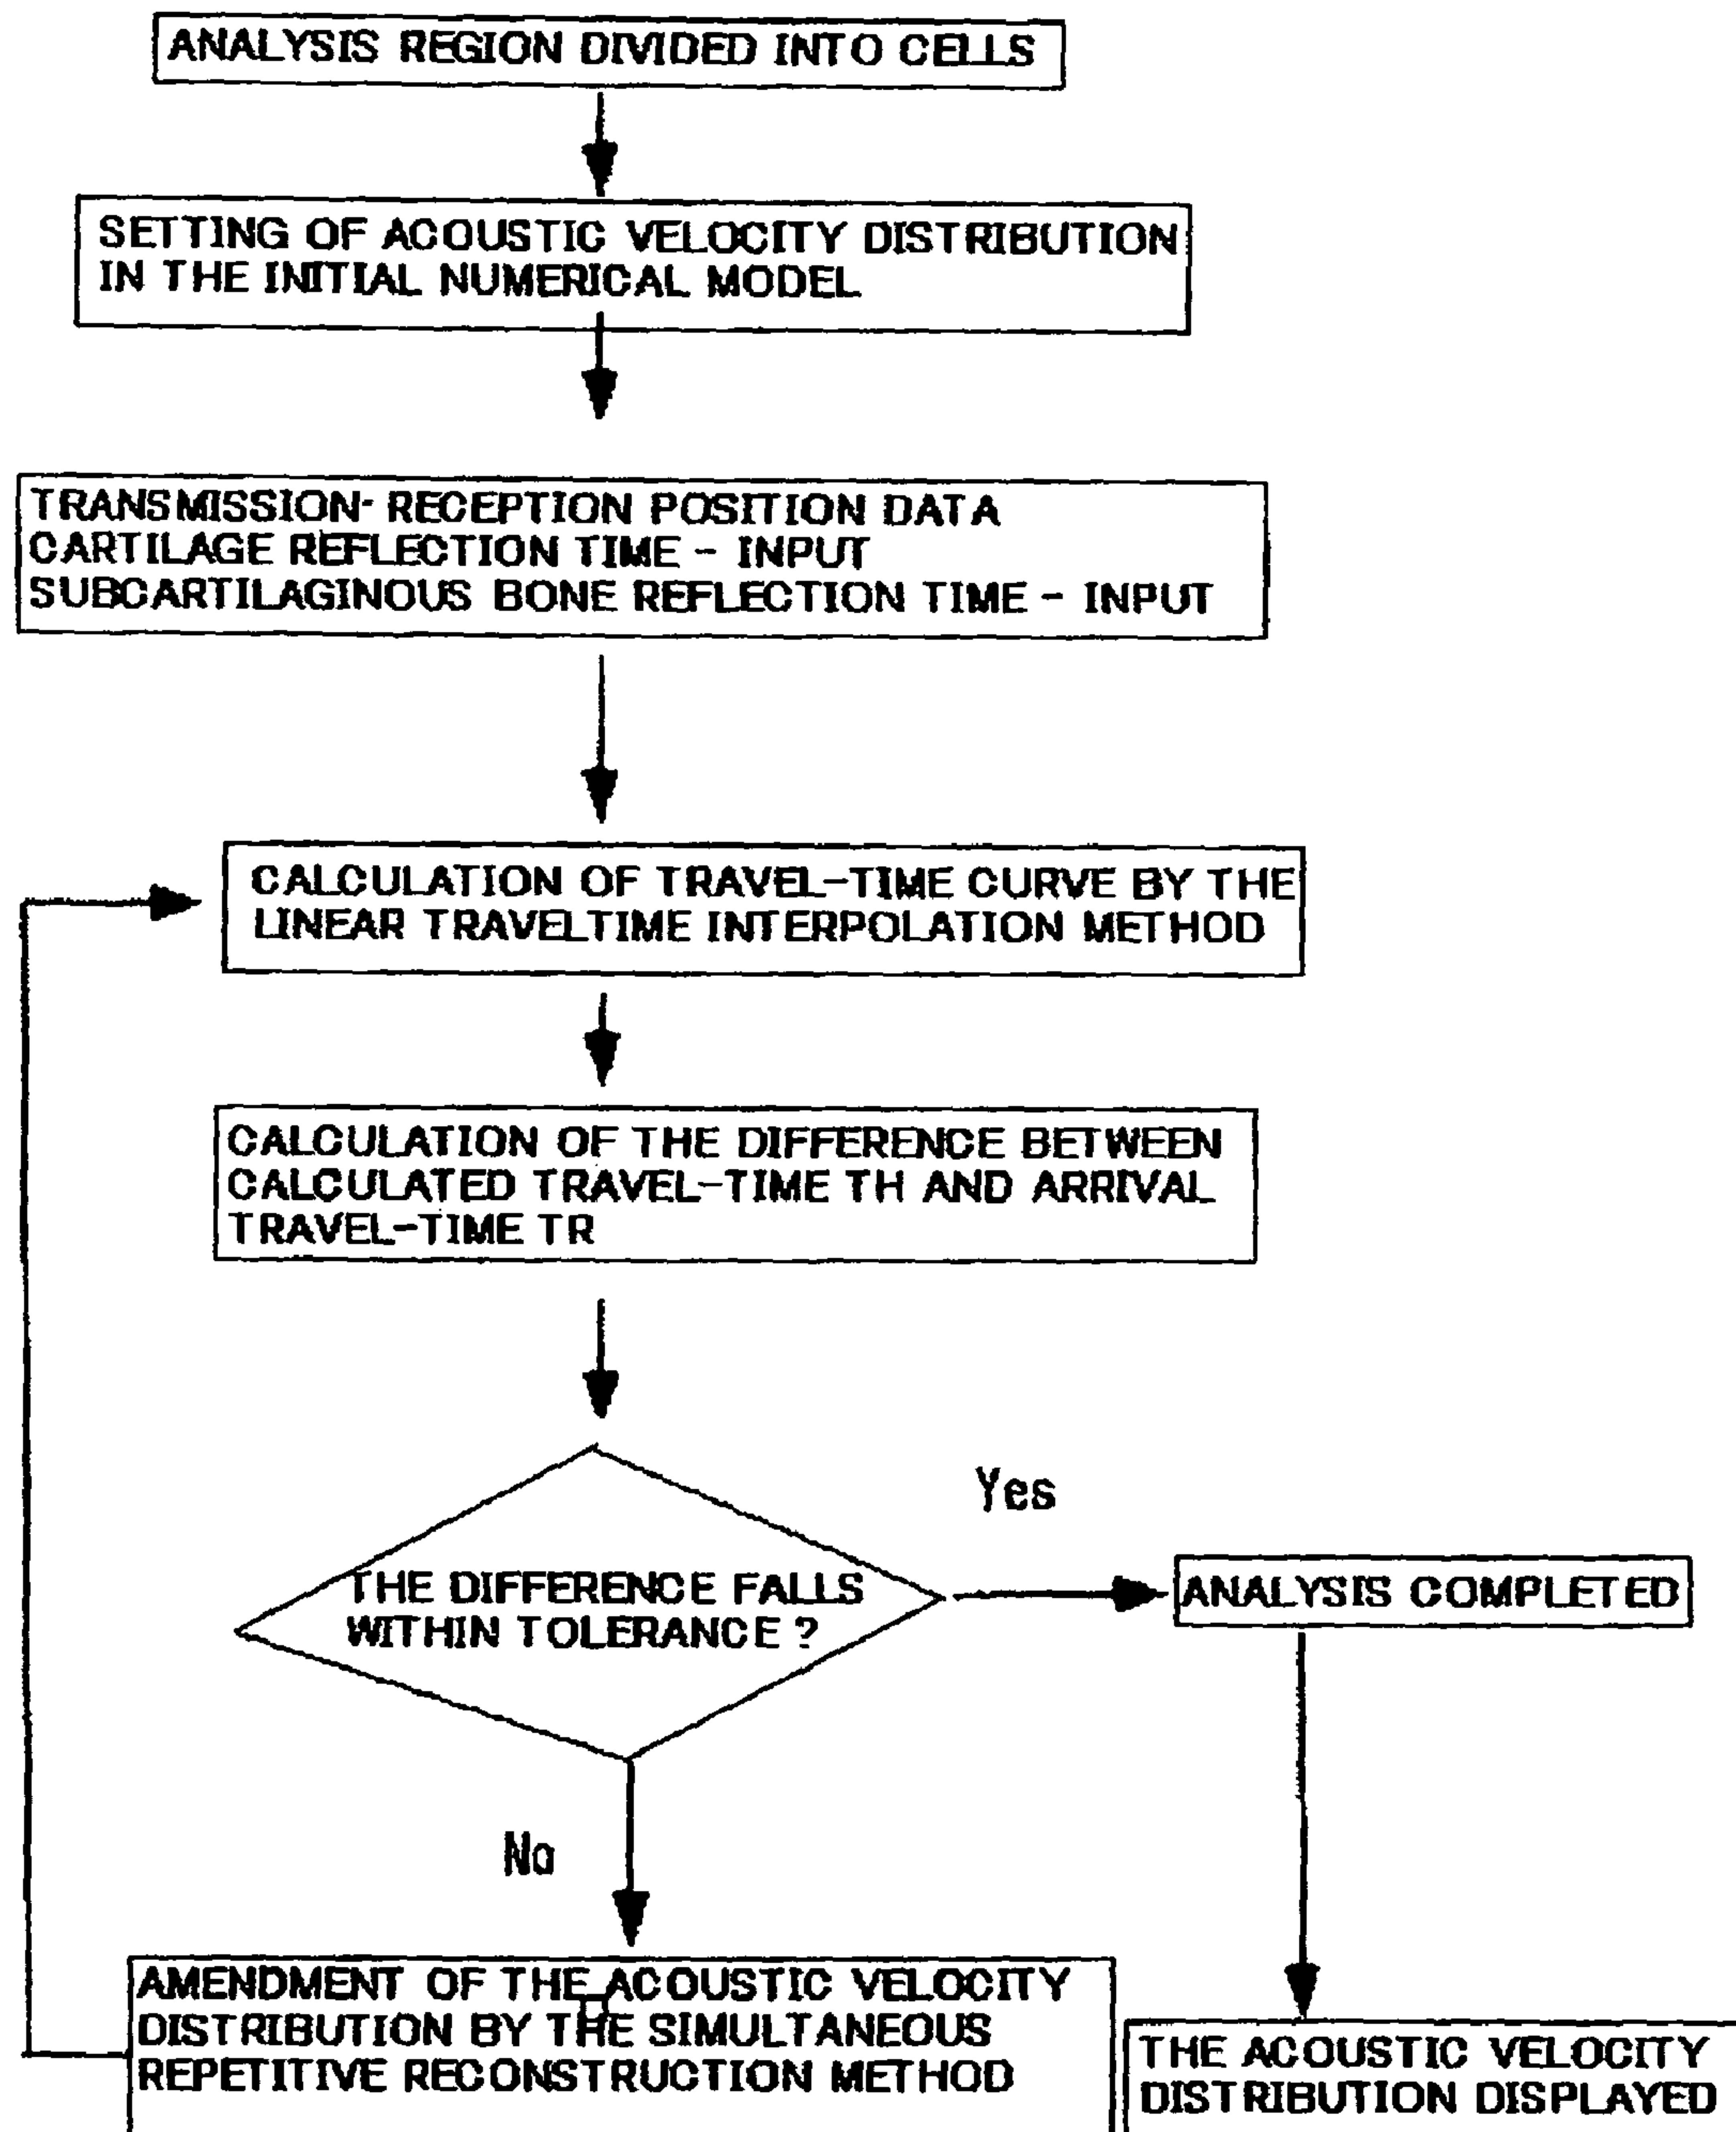 ANALYSIS REGION DIVIDED INTO CELLS
SETTING OF ACOUSTIC VELOCITY DISTRIBUTION
IN THE INITIAL NUMERICAL MODEL
TRANSMISSION- RECEPTION POSITION DATA
CARTILAGE REFLECTION TIME - INPUT
SUBCARTILAGINOUS BONE REFLECTION TIME - INPUT
CALCULATION OF TRAVEL-TIME CURVE BY THE
LINEAR TRAVELTIME INTERPOLATION METHOD
CALCULATION OF THE DIFFERENCE BETWEEN
CALCULATED TRAVEL-TIME TH AND ARRIVAL
TRAVEL-TIME TR
Yes
THE DIFFERENCE FALLS
WITHIN TOLERANCE ?
ANALYSIS COMPLETED
No
AMENDMENT OF THE ACOUSTIC VELOCITY
DISTRIBUTION BY THE SIMULTANEOUS
REPETITIVE RECONSTRUCTION METHOD
THE ACOUSTIC VELOCITY
DISTRIBUTION DISPLAYED